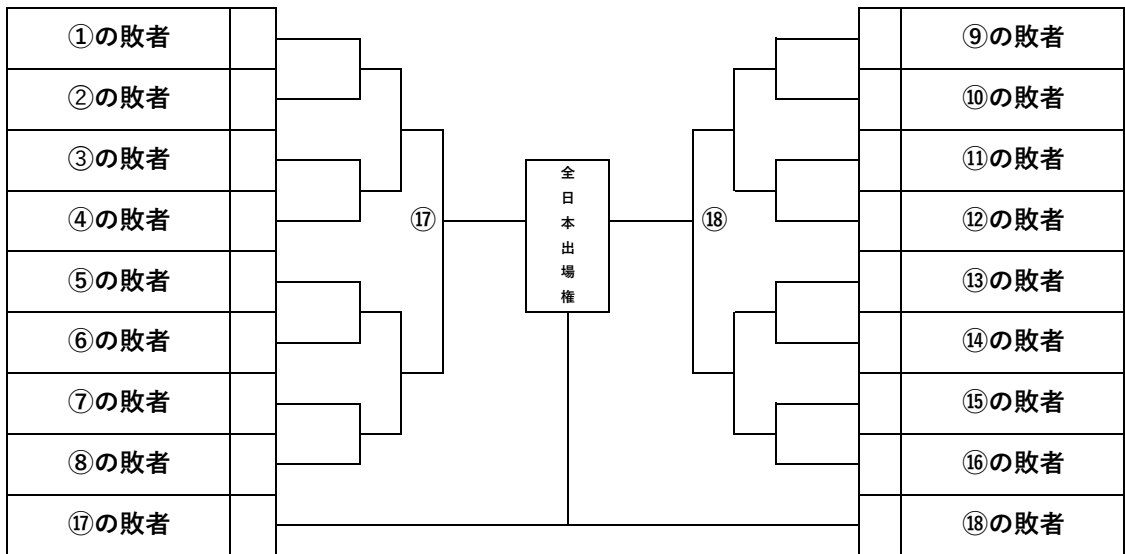 ①の敗者
②の敗者
③の敗者
④の敗者
⑤の敗者
⑥の敗者
⑦の敗者
⑧の敗者
⑰の敗者
⑰
全日本出場権
⑱
⑨の敗者
⑩の敗者
⑪の敗者
⑫の敗者
⑬の敗者
⑭の敗者
⑮の敗者
⑯の敗者
⑱の敗者